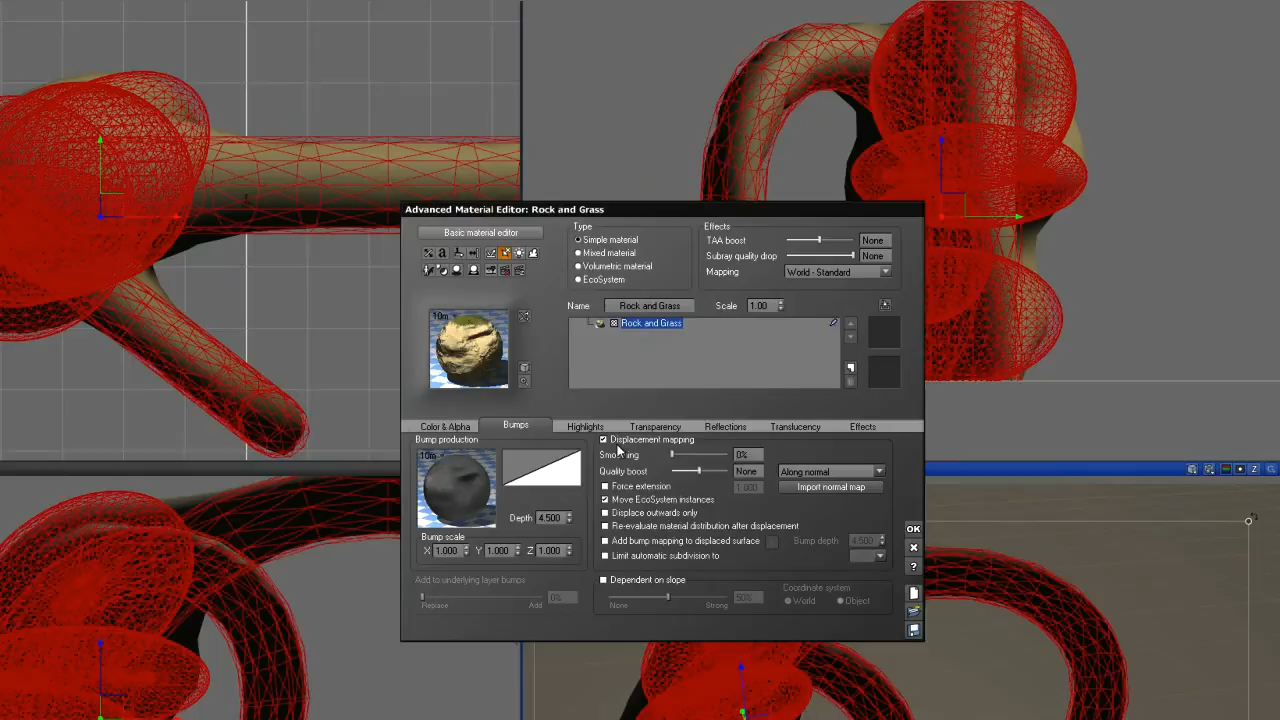 Advanced Material Editor: Rock and Grass
Basic material editor
Type
Simple material
Mixed material
Volumetric material
EcoSystem
Effects
TAA boost None
Subray quality drop None
Mapping World - Standard
Name Rock and Grass Scale 1.00
10m
Rock and Grass
Color & Alpha Bumps Highlights Transparency Reflections Translucency Effects
Bump production
10m
Depth 4.500
Bump scale
X 1.000 Y 1.000 Z 1.000
Add to underlying layer bumps
0%
Replace Add
Displacement mapping
Smoothing 0%
Quality boost None Along normal
Force extension 1.000 Import normal map
Move EcoSystem instances
Displace outwards only
Re-evaluate material distribution after displacement
Add bump mapping to displaced surface Bump depth 4.500
Limit automatic subdivision to
Dependent on slope
50%
None Strong
Coordinate system
World Object
OK
?
Z